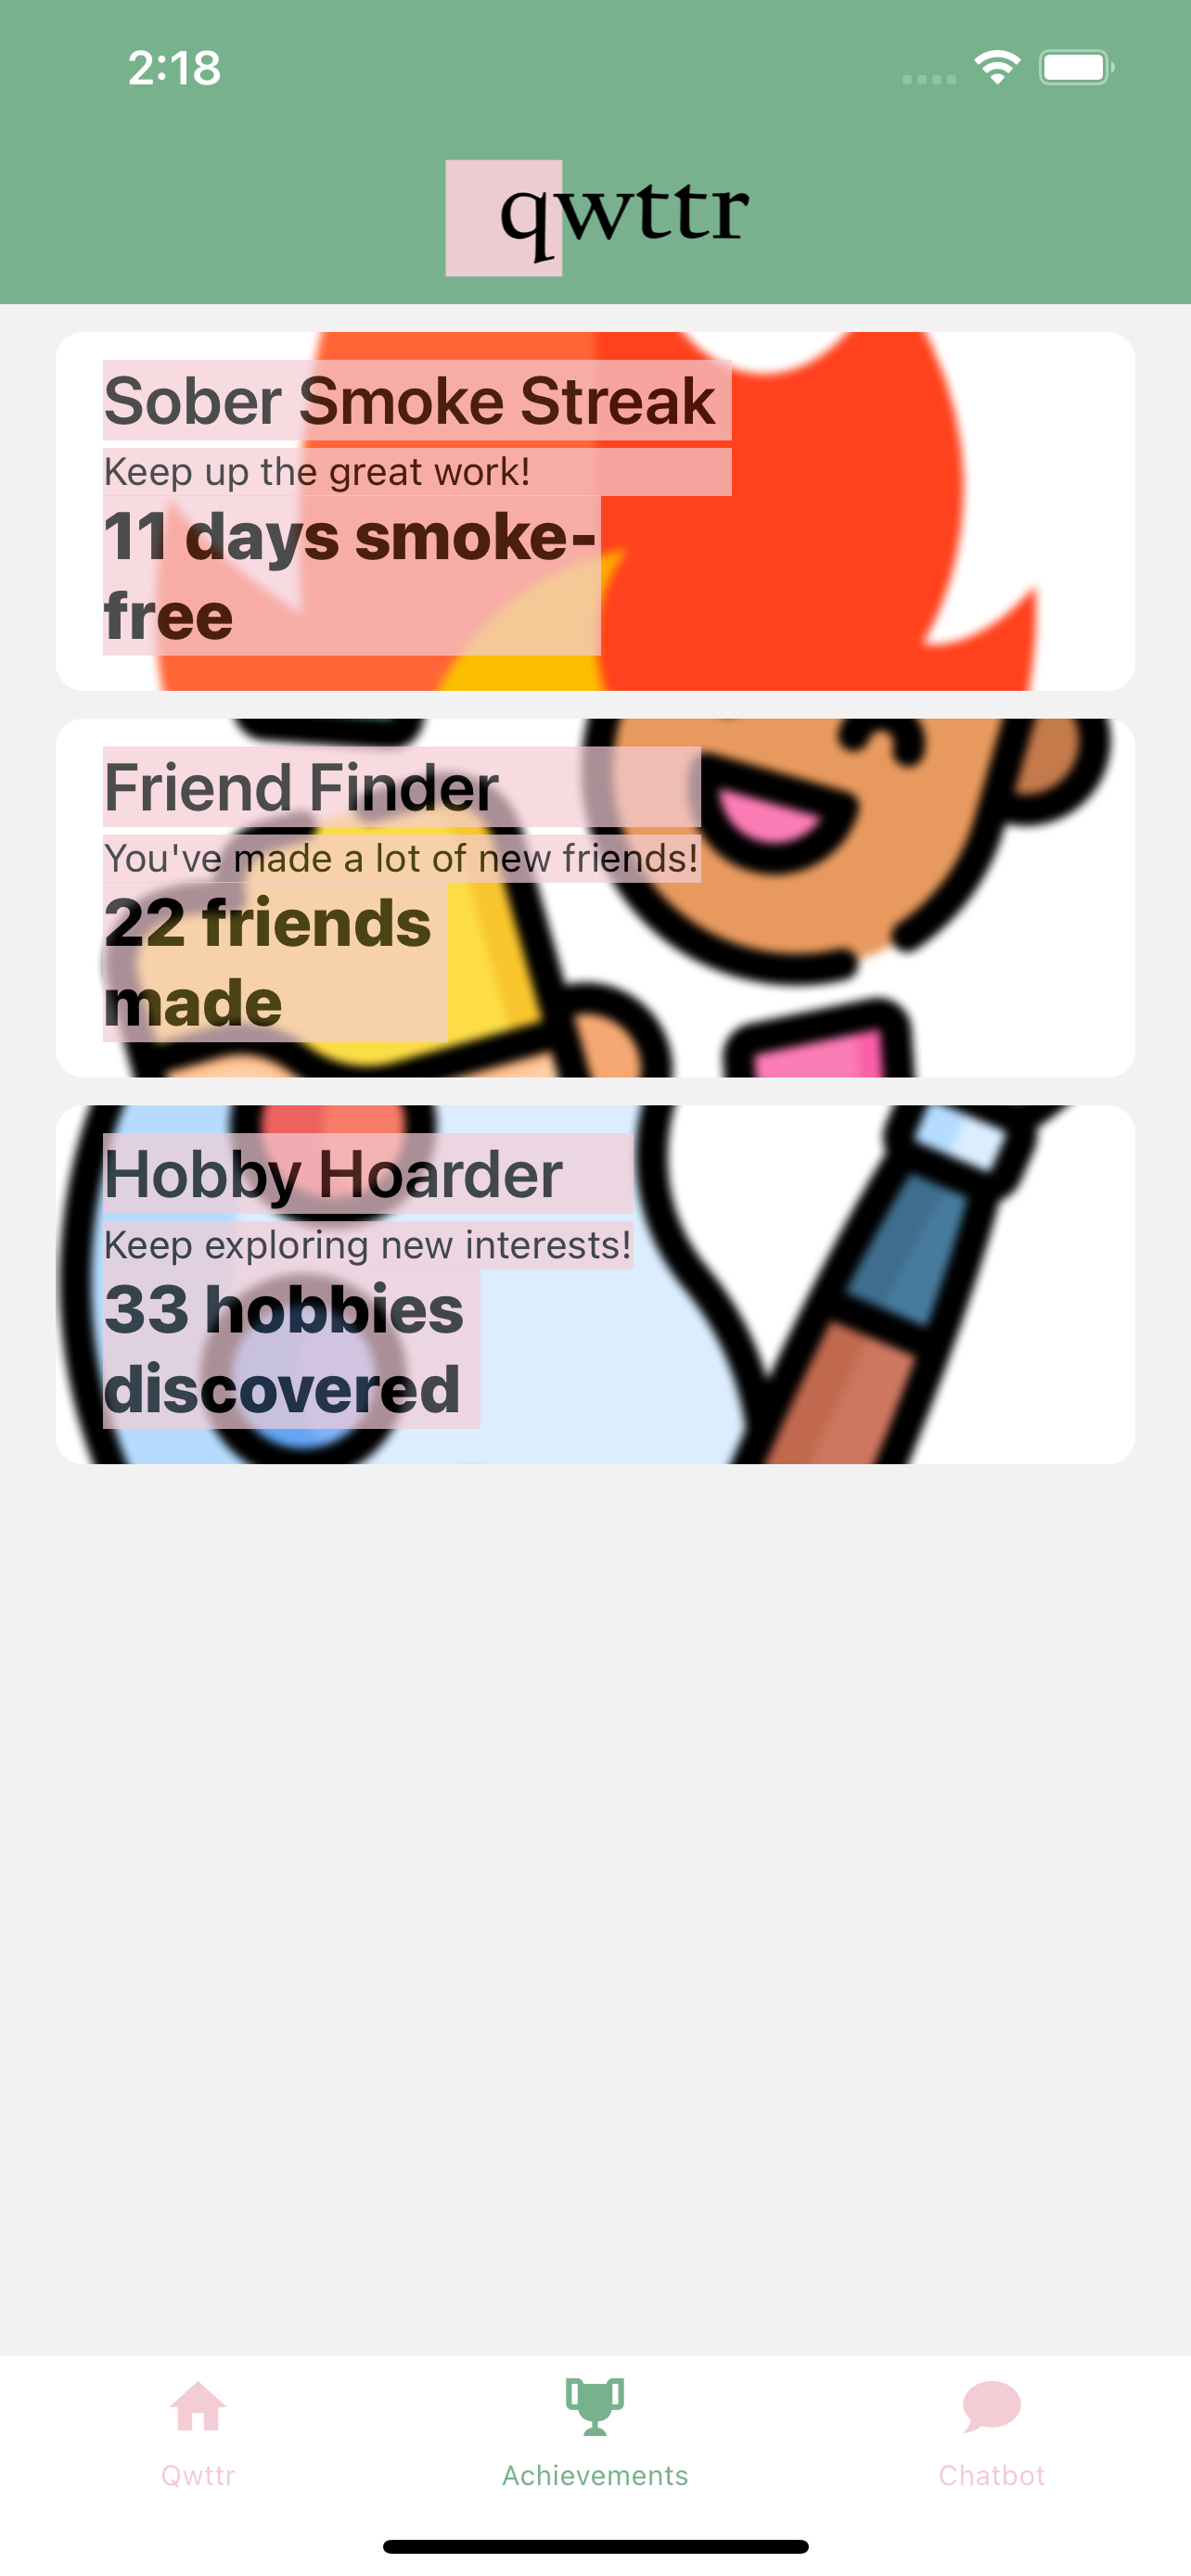 2:18
qwttr
Sober Smoke Streak
Keep up the great work!
11 days smoke-
free
Friend Finder
You've made a lot of new friends!
22 friends
made
Hobby Hoarder
Keep exploring new interests!
33 hobbies
discovered
Qwttr
Achievements
Chatbot